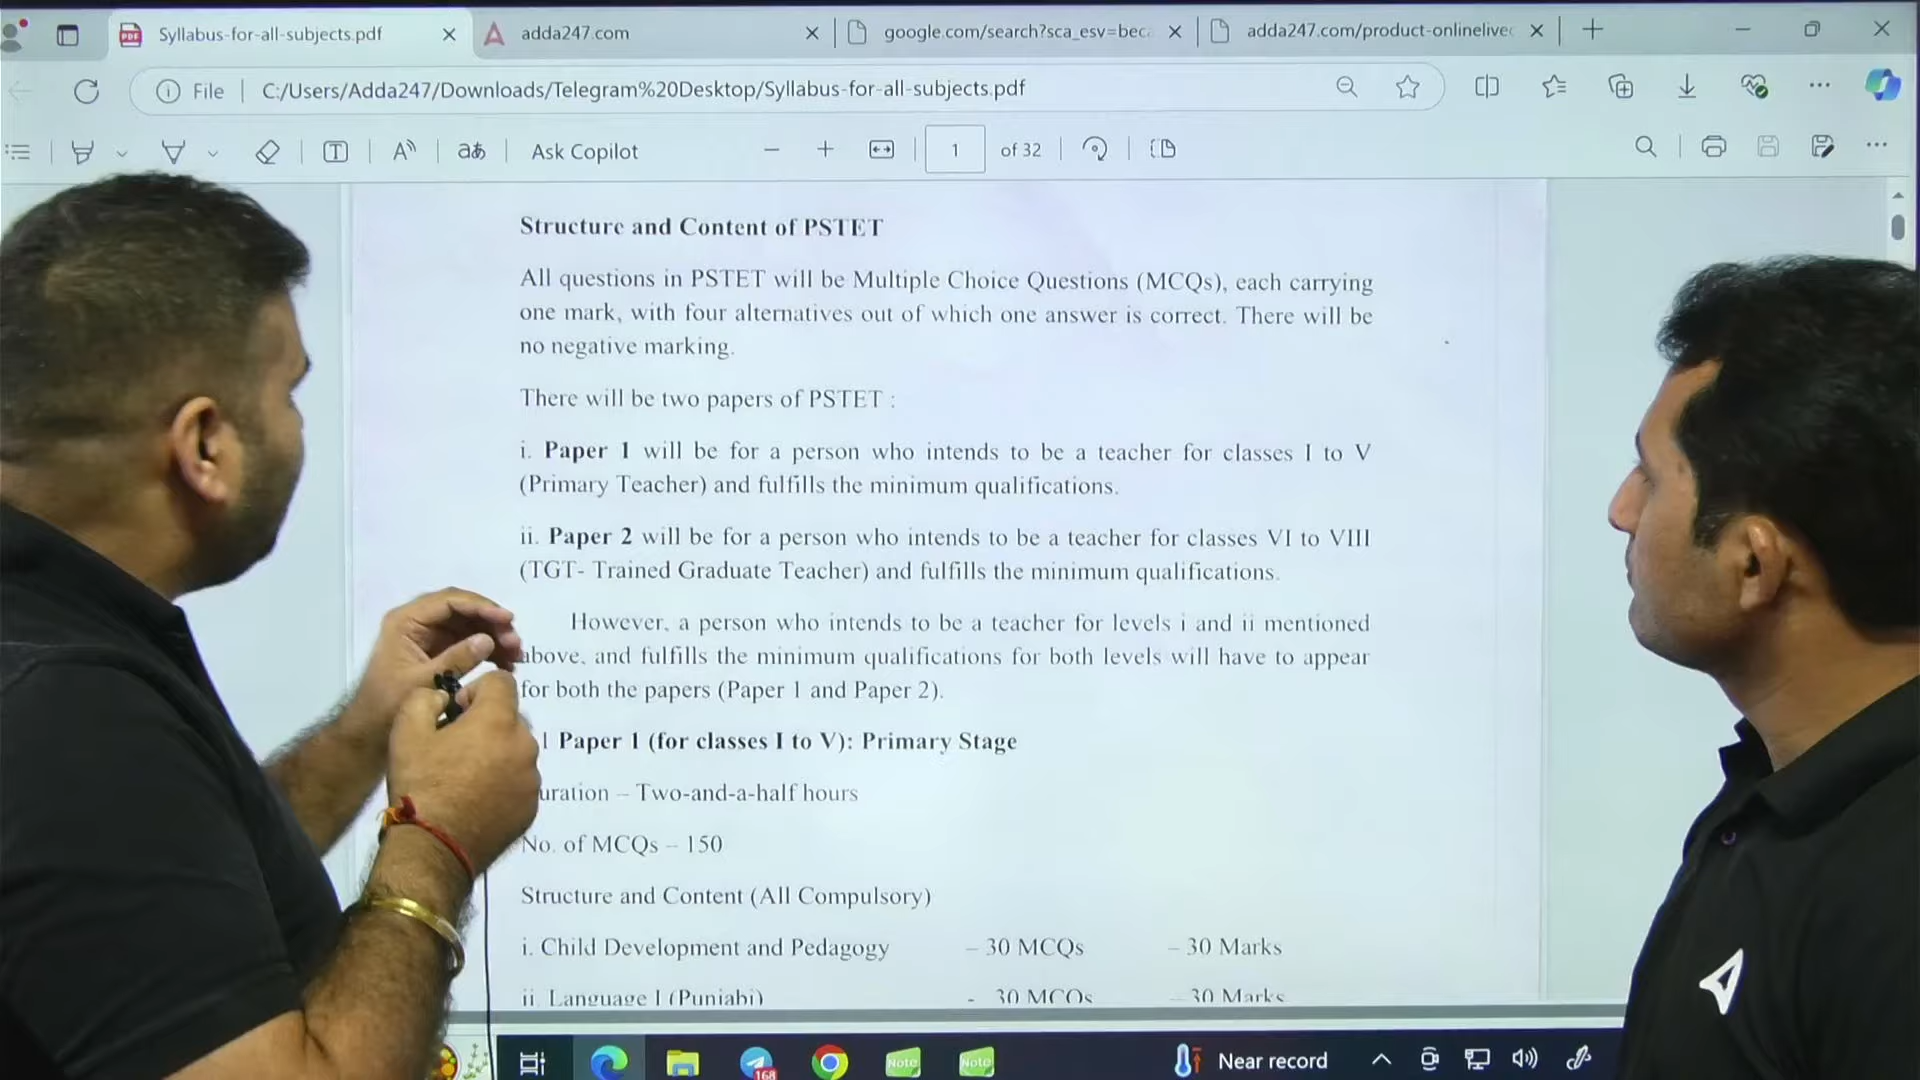 Syllabus-for-all-subjects.pdf
adda247.com
google.com/search?sca_esv=bec
adda247.com/product-onlinelive
File
C:/Users/Adda247/Downloads/Telegram%20Desktop/Syllabus-for-all-subjects.pdf
aあ
Ask Copilot
1 of 32
Structure and Content of PSTET
All questions in PSTET will be Multiple Choice Questions (MCQs), each carrying
one mark, with four alternatives out of which one answer is correct. There will be
no negative marking.
There will be two papers of PSTET :
i. Paper 1 will be for a person who intends to be a teacher for classes I to V
(Primary Teacher) and fulfills the minimum qualifications.
ii. Paper 2 will be for a person who intends to be a teacher for classes VI to VIII
(TGT- Trained Graduate Teacher) and fulfills the minimum qualifications.
However, a person who intends to be a teacher for levels i and ii mentioned
above, and fulfills the minimum qualifications for both levels will have to appear
for both the papers (Paper 1 and Paper 2).
Paper 1 (for classes I to V): Primary Stage
uration – Two-and-a-half hours
No. of MCQs – 150
Structure and Content (All Compulsory)
i. Child Development and Pedagogy – 30 MCQs – 30 Marks
ii. Language I (Punjabi) - 30 MCQs – 30 Marks
168
Note
Note
Near record